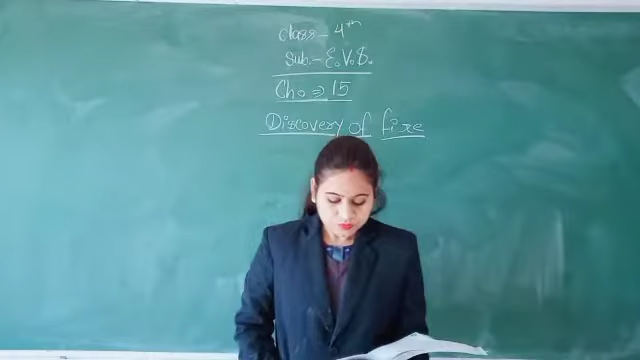 Class - 4th
Sub. - E.V.S.
Ch. ⇒ 15
Discovery of fire